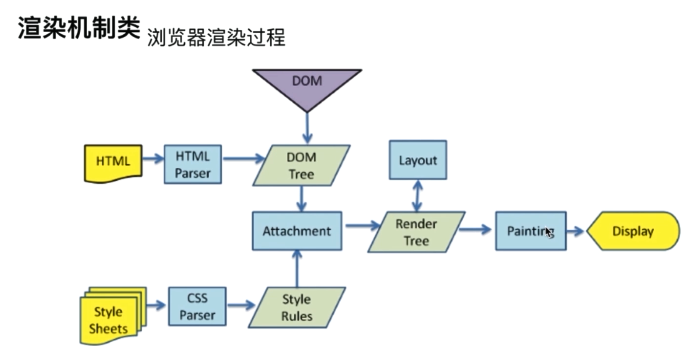 渲染机制类 浏览器渲染过程
DOM
HTML
HTML
Parser
DOM
Tree
Layout
Attachment
Render
Tree
Painting
Display
Style
Sheets
CSS
Parser
Style
Rules